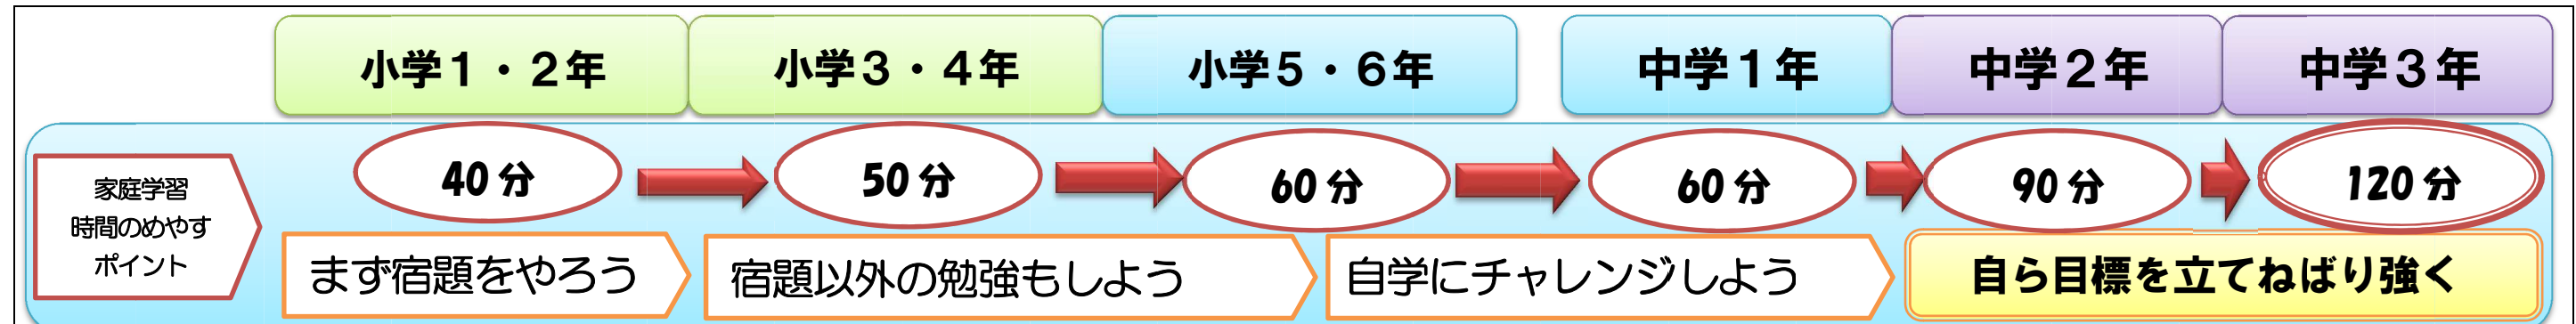 小学１・２年
小学３・４年
小学５・６年
中学１年
中学２年
中学３年
家庭学習
時間のめやす
ポイント
40 分
50 分
60 分
60 分
90 分
120 分
まず宿題をやろう
宿題以外の勉強もしよう
自学にチャレンジしよう
自ら目標を立てねばり強く